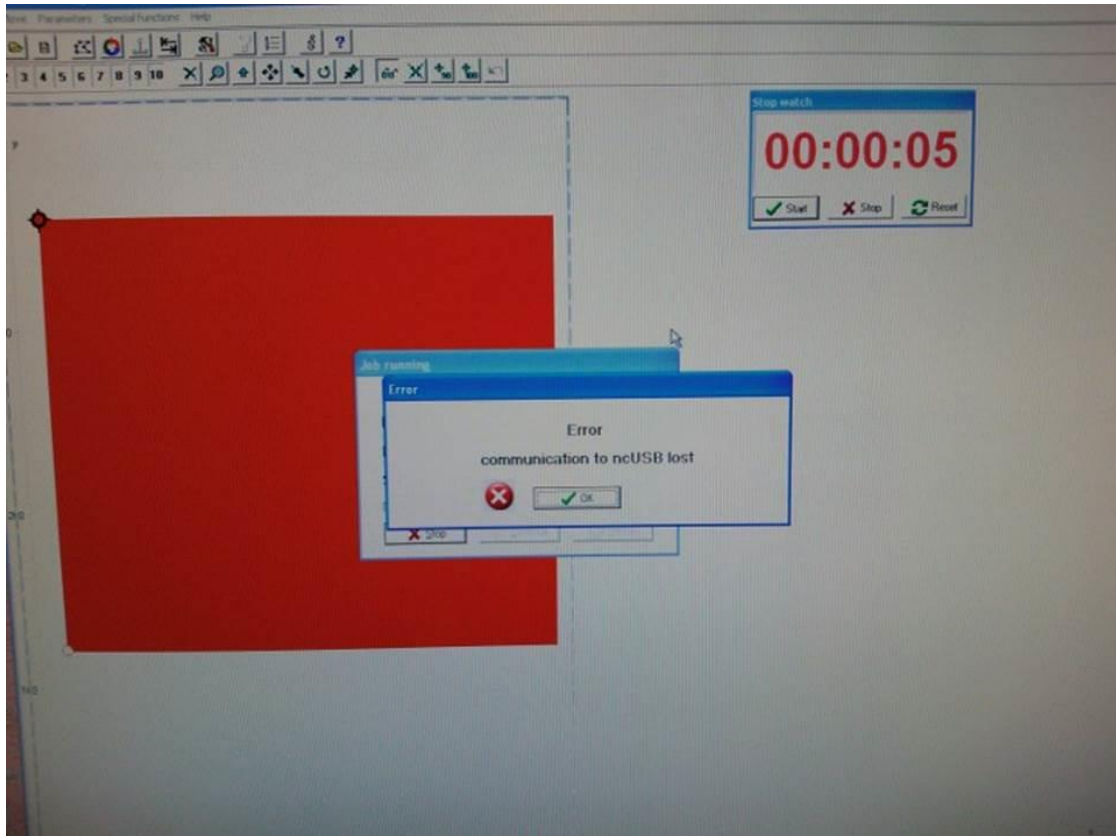 Move Parameters Special Functions Help
?
3 4 5 6 7 8 9 10
Stop watch
00:00:05
Start Stop Reset
Job running
Error
Error
communication to ncUSB lost
OK
Stop